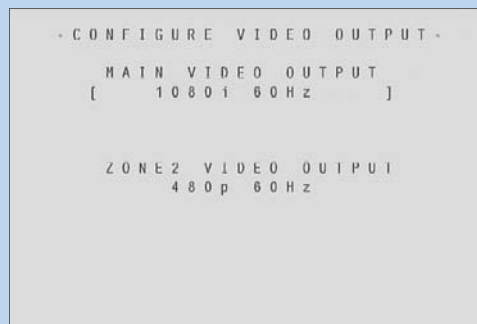 -CONFIGURE VIDEO OUTPUT-
MAIN VIDEO OUTPUT
[ 1080i 60Hz ]
ZONE2 VIDEO OUTPUT
480p 60Hz